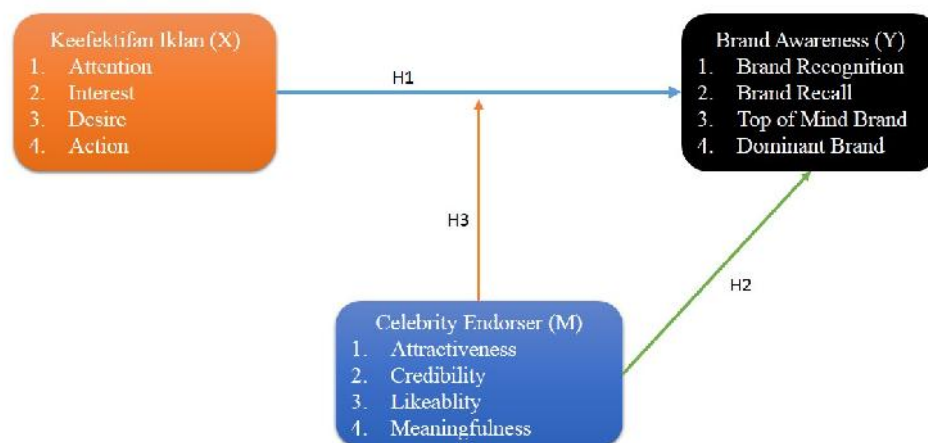 Keefektifan Iklan (X)
1. Attention
2. Interest
3. Desire
4. Action
H1
Brand Awareness (Y)
1. Brand Recognition
2. Brand Recall
3. Top of Mind Brand
4. Dominant Brand
H3
H2
Celebrity Endorser (M)
1. Attractiveness
2. Credibility
3. Likeablity
4. Meaningfulness